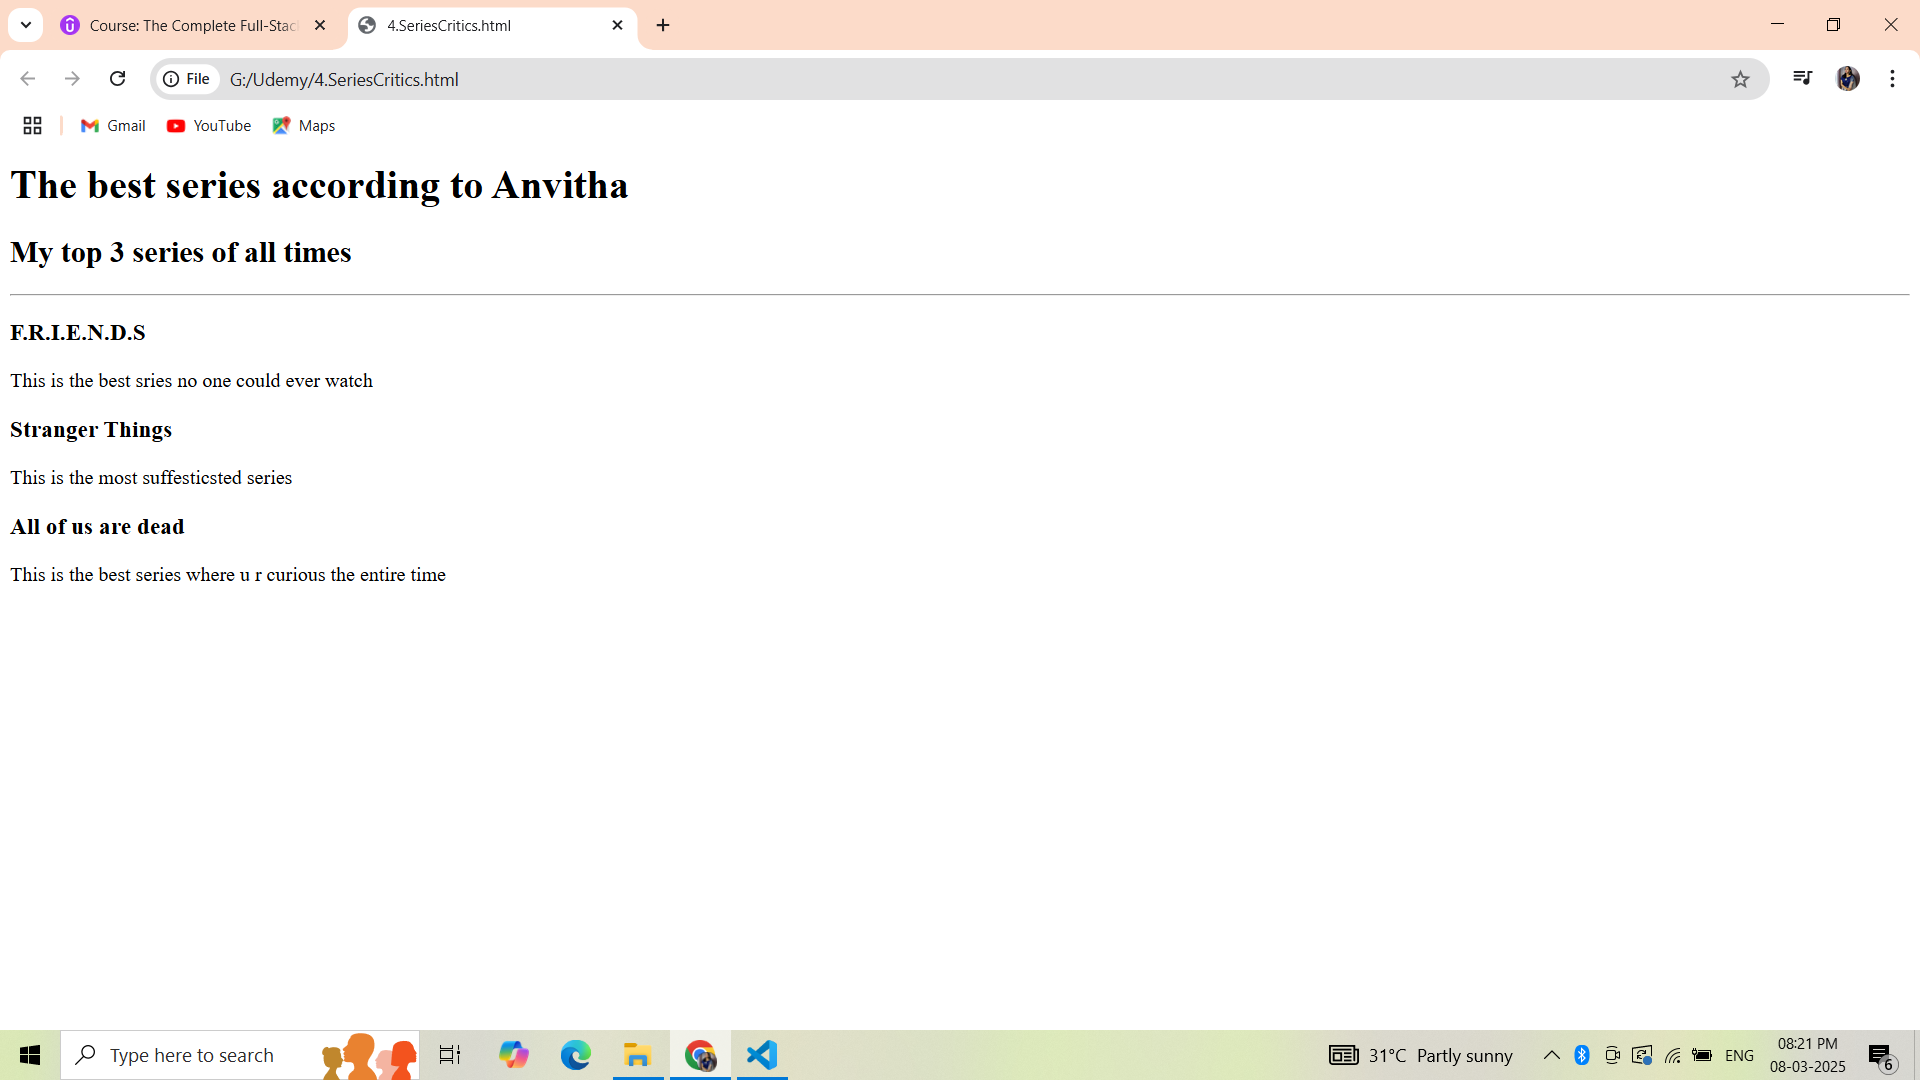 Course: The Complete Full-Stac
4.SeriesCritics.html
File
G:/Udemy/4.SeriesCritics.html
Gmail
YouTube
Maps
The best series according to Anvitha
My top 3 series of all times
F.R.I.E.N.D.S
This is the best sries no one could ever watch
Stranger Things
This is the most suffesticsted series
All of us are dead
This is the best series where u r curious the entire time
Type here to search
31°C Partly sunny
ENG
08:21 PM
08-03-2025
6